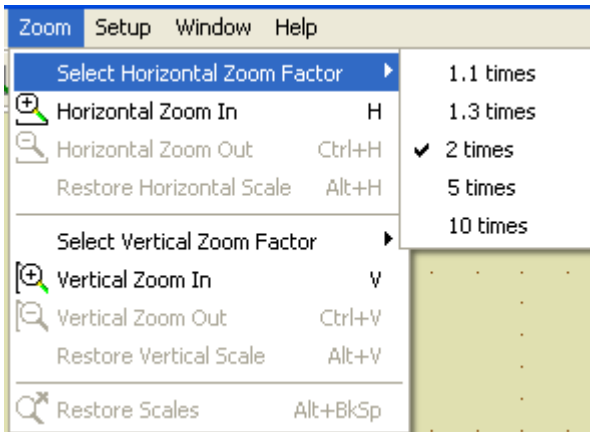 Zoom Setup Window Help
Select Horizontal Zoom Factor
Horizontal Zoom In H
Horizontal Zoom Out Ctrl+H
Restore Horizontal Scale Alt+H
Select Vertical Zoom Factor
Vertical Zoom In V
Vertical Zoom Out Ctrl+V
Restore Vertical Scale Alt+V
Restore Scales Alt+BkSp
1.1 times
1.3 times
2 times
5 times
10 times